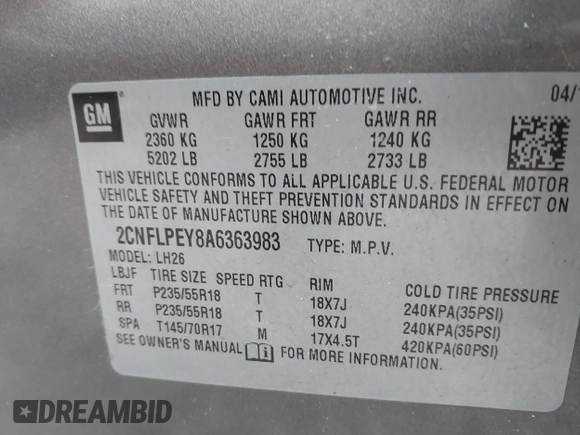 GM
MFD BY CAMI AUTOMOTIVE INC. 04/1
GVWR GAWR FRT GAWR RR
2360 KG 1250 KG 1240 KG
5202 LB 2755 LB 2733 LB
THIS VEHICLE CONFORMS TO ALL APPLICABLE U.S. FEDERAL MOTOR
VEHICLE SAFETY AND THEFT PREVENTION STANDARDS IN EFFECT ON
THE DATE OF MANUFACTURE SHOWN ABOVE.
2CNFLPEY8A6363983 TYPE: M.P.V.
MODEL: LH26
LBJF TIRE SIZE SPEED RTG RIM COLD TIRE PRESSURE
FRT P235/55R18 T 18X7J 240KPA(35PSI)
RR P235/55R18 T 18X7J 240KPA(35PSI)
SPA T145/70R17 M 17X4.5T 420KPA(60PSI)
SEE OWNER'S MANUAL FOR MORE INFORMATION.
DREAMBID